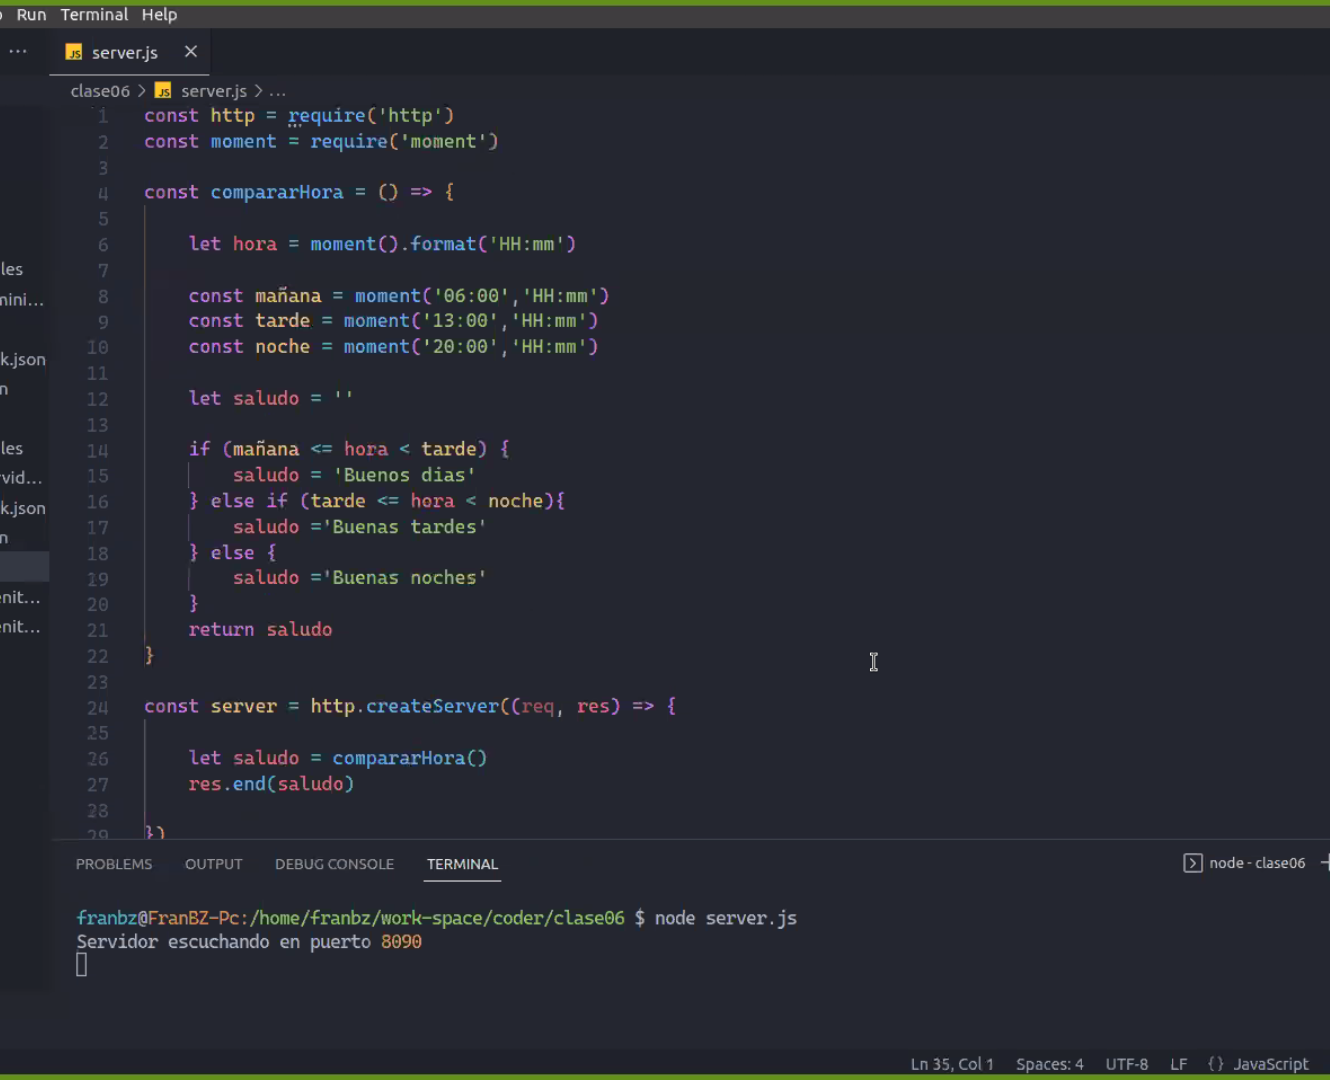 Run Terminal Help
server.js
clase06 > server.js > ...
1 const http = require('http')
2 const moment = require('moment')
3
4 const compararHora = () => {
5
6 let hora = moment().format('HH:mm')
7
8 const mañana = moment('06:00','HH:mm')
9 const tarde = moment('13:00','HH:mm')
10 const noche = moment('20:00','HH:mm')
11
12 let saludo = ''
13
14 if (mañana <= hora < tarde) {
15 saludo = 'Buenos dias'
16 } else if (tarde <= hora < noche){
17 saludo ='Buenas tardes'
18 } else {
19 saludo ='Buenas noches'
20 }
21 return saludo
22 }
23
24 const server = http.createServer((req, res) => {
25
26 let saludo = compararHora()
27 res.end(saludo)
28
29 })
les
mini...
k.json
n
les
rvid...
k.json
n
enit...
enit...
PROBLEMS OUTPUT DEBUG CONSOLE TERMINAL
node - clase06
franbz@FranBZ-Pc:/home/franbz/work-space/coder/clase06 $ node server.js
Servidor escuchando en puerto 8090
Ln 35, Col 1 Spaces: 4 UTF-8 LF {} JavaScript